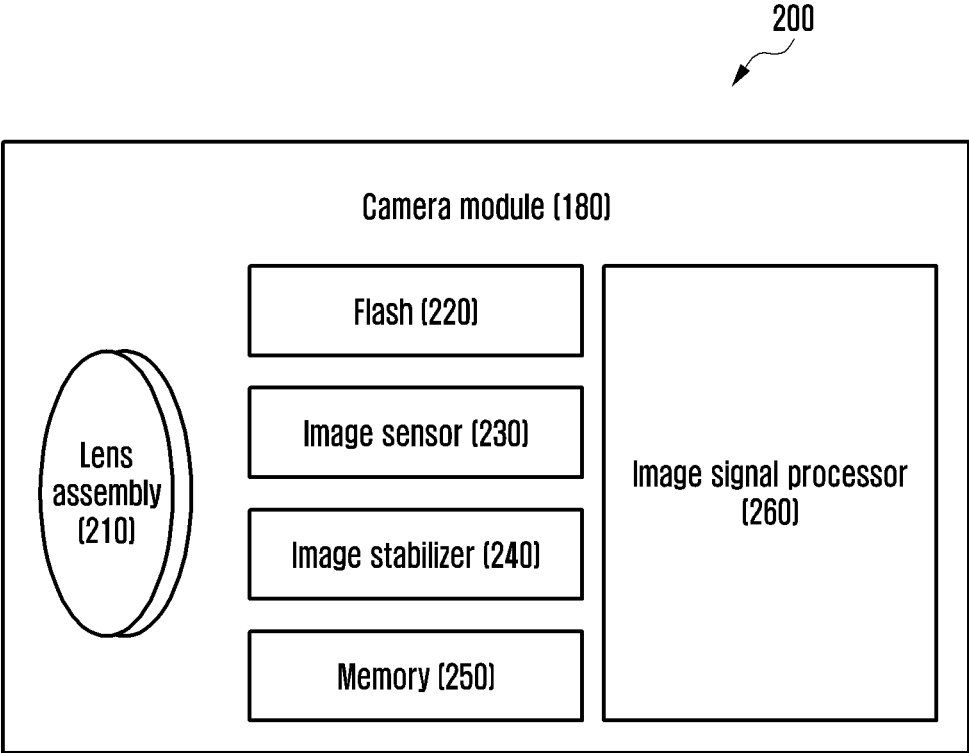 200
Camera module (180)
Flash (220)
Image sensor (230)
Image stabilizer (240)
Memory (250)
Lens
assembly
(210)
Image signal processor
(260)